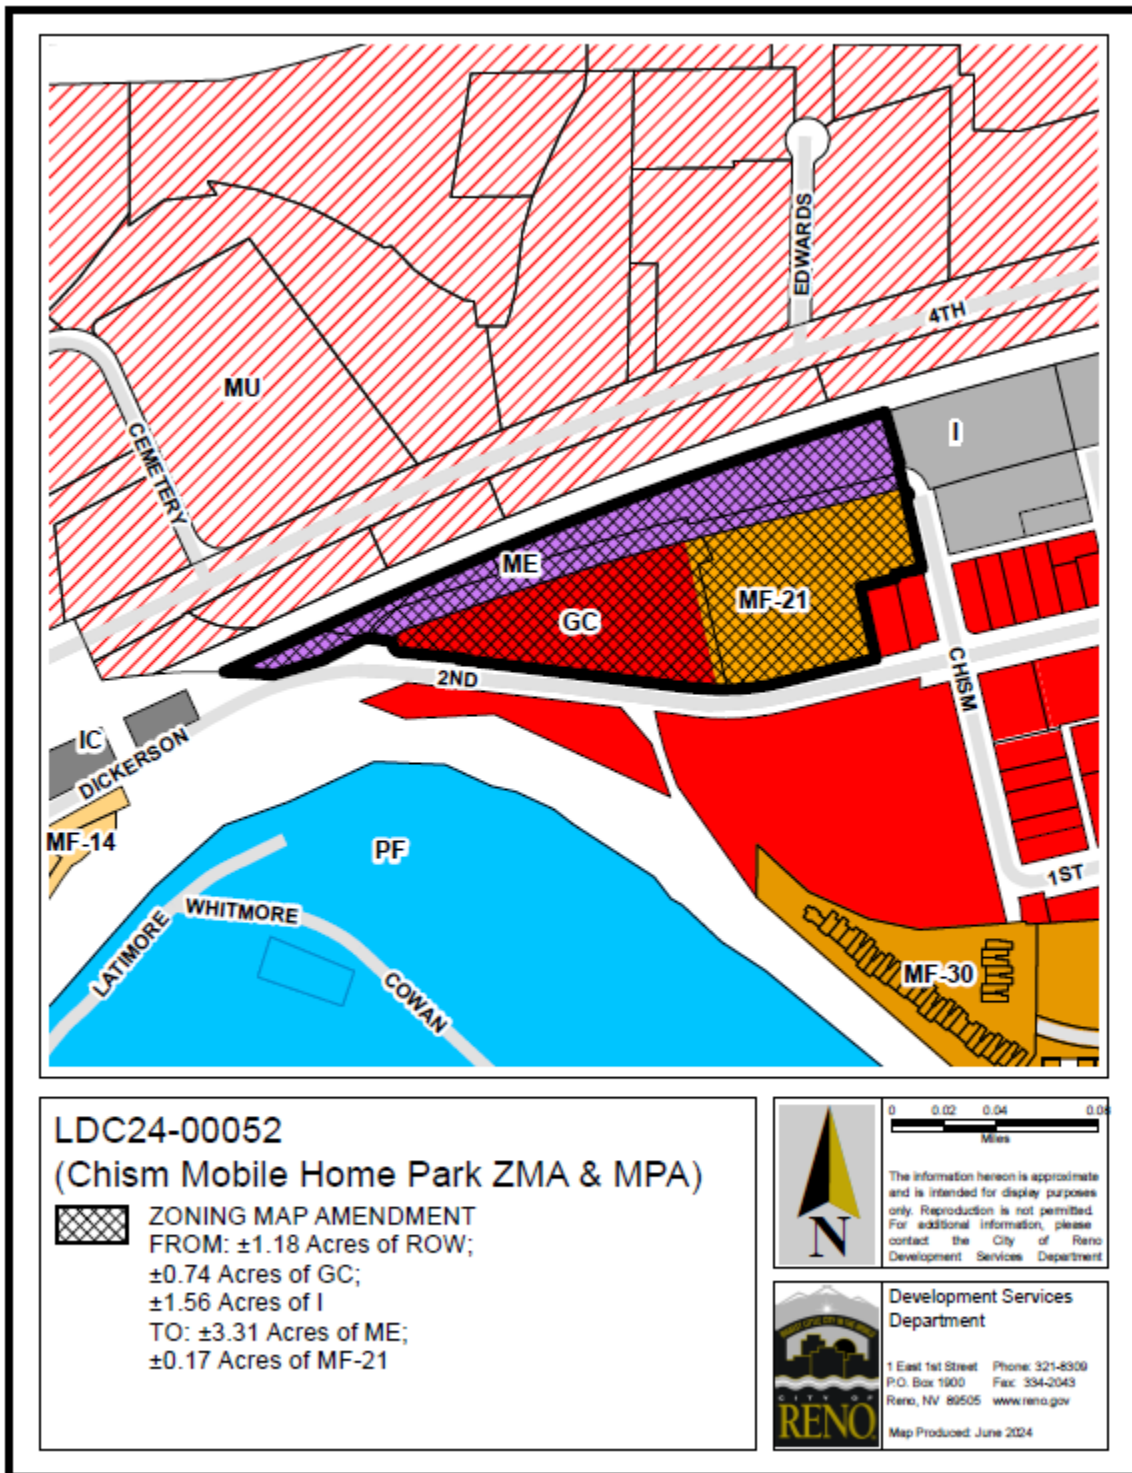 EDWARDS
4TH
MU
I
CEMETERY
ME
MF-21
GC
2ND
CHISM
IC
DICKERSON
MF-14
PF
1ST
WHITMORE
LATIMORE
MF-30
COWAN
LDC24-00052
(Chism Mobile Home Park ZMA & MPA)
ZONING MAP AMENDMENT
FROM: ±1.18 Acres of ROW;
±0.74 Acres of GC;
±1.56 Acres of I
TO: ±3.31 Acres of ME;
±0.17 Acres of MF-21
0 0.02 0.04 0.08
Miles
N
The information hereon is approximate
and is intended for display purposes
only. Reproduction is not permitted.
For additional information, please
contact the City of Reno
Development Services Department
CITY OF
RENO
Development Services
Department
1 East 1st Street Phone: 321-8309
P.O. Box 1900 Fax: 334-2043
Reno, NV 89505 www.reno.gov
Map Produced: June 2024